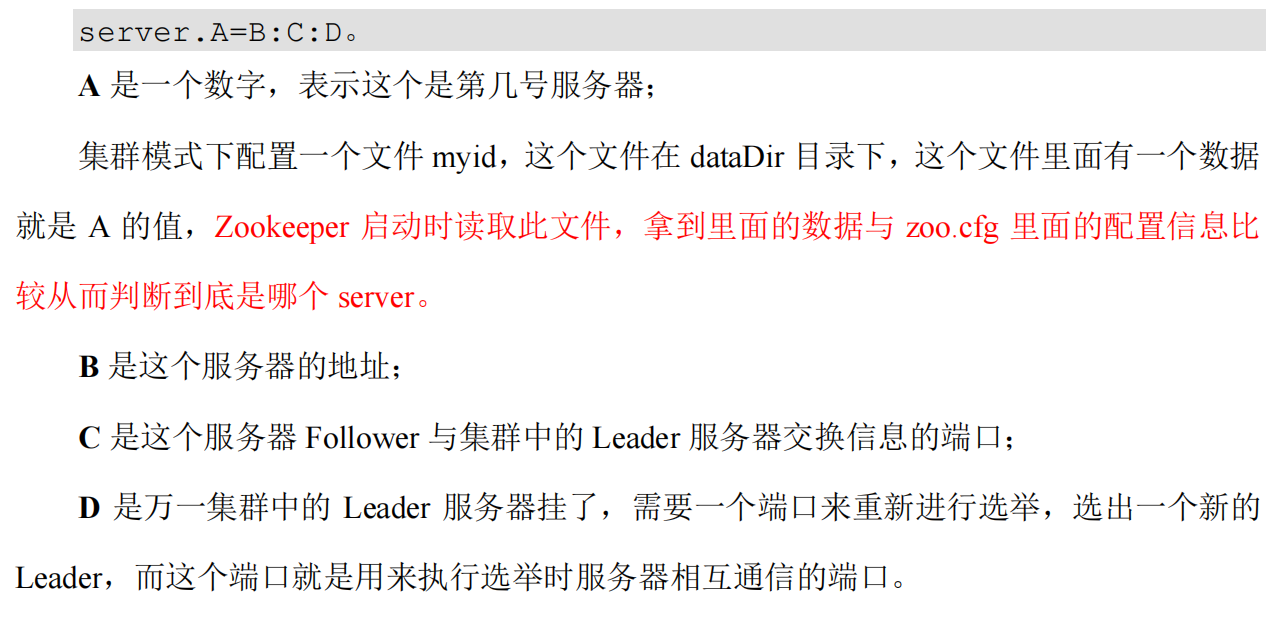 server.A=B:C:D。
A 是一个数字，表示这个是第几号服务器；
集群模式下配置一个文件 myid，这个文件在 dataDir 目录下，这个文件里面有一个数据
就是 A 的值，Zookeeper 启动时读取此文件，拿到里面的数据与 zoo.cfg 里面的配置信息比
较从而判断到底是哪个 server。
B 是这个服务器的地址；
C 是这个服务器 Follower 与集群中的 Leader 服务器交换信息的端口；
D 是万一集群中的 Leader 服务器挂了，需要一个端口来重新进行选举，选出一个新的
Leader，而这个端口就是用来执行选举时服务器相互通信的端口。